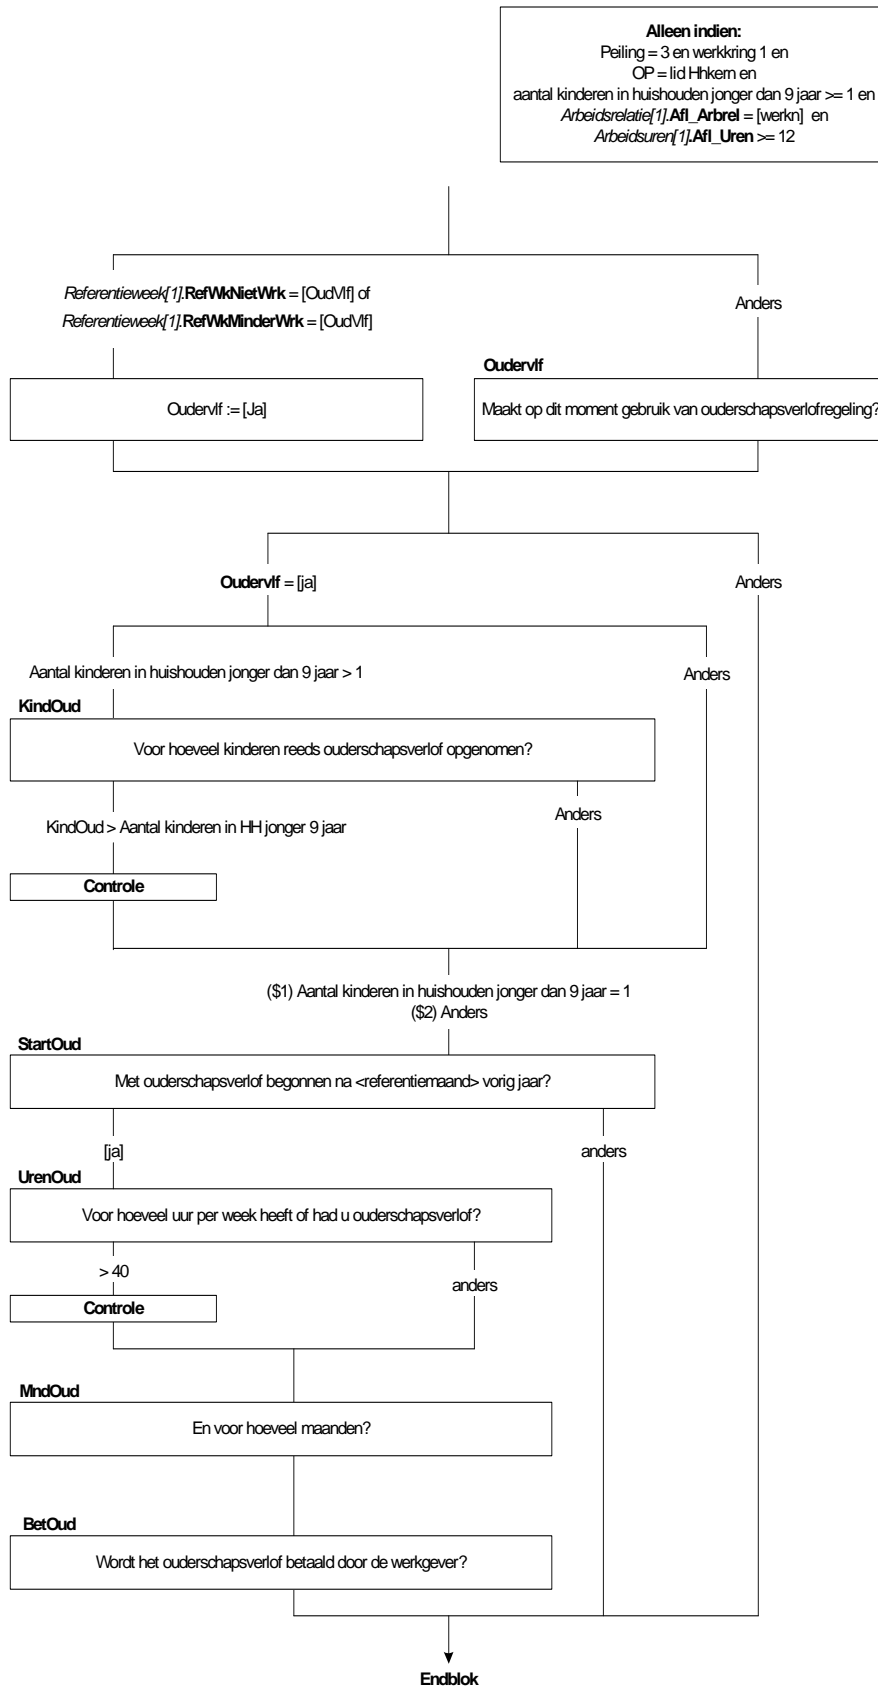 Alleen indien:
Peiling = 3 en werkkring 1 en
OP = lid Hhkern en
aantal kinderen in huishouden jonger dan 9 jaar >= 1 en
Arbeidsrelatie[1].Afl_Arbrel = [werkn] en
Arbeidsuren[1].Afl_Uren >= 12
Referentieweek[1].RefWkNietWrk = [OudVlf] of
Referentieweek[1].RefWkMinderWrk = [OudVlf]
Anders
Oudervlf
Oudervlf := [Ja]
Maakt op dit moment gebruik van ouderschapsverlofregeling?
Oudervlf = [ja]
Anders
Aantal kinderen in huishouden jonger dan 9 jaar > 1
Anders
KindOud
Voor hoeveel kinderen reeds ouderschapsverlof opgenomen?
Anders
KindOud > Aantal kinderen in HH jonger 9 jaar
Controle
($1) Aantal kinderen in huishouden jonger dan 9 jaar = 1
($2) Anders
StartOud
Met ouderschapsverlof begonnen na <referentiemaand> vorig jaar?
[ja]
anders
UrenOud
Voor hoeveel uur per week heeft of had u ouderschapsverlof?
> 40
anders
Controle
MndOud
En voor hoeveel maanden?
BetOud
Wordt het ouderschapsverlof betaald door de werkgever?
Endblok